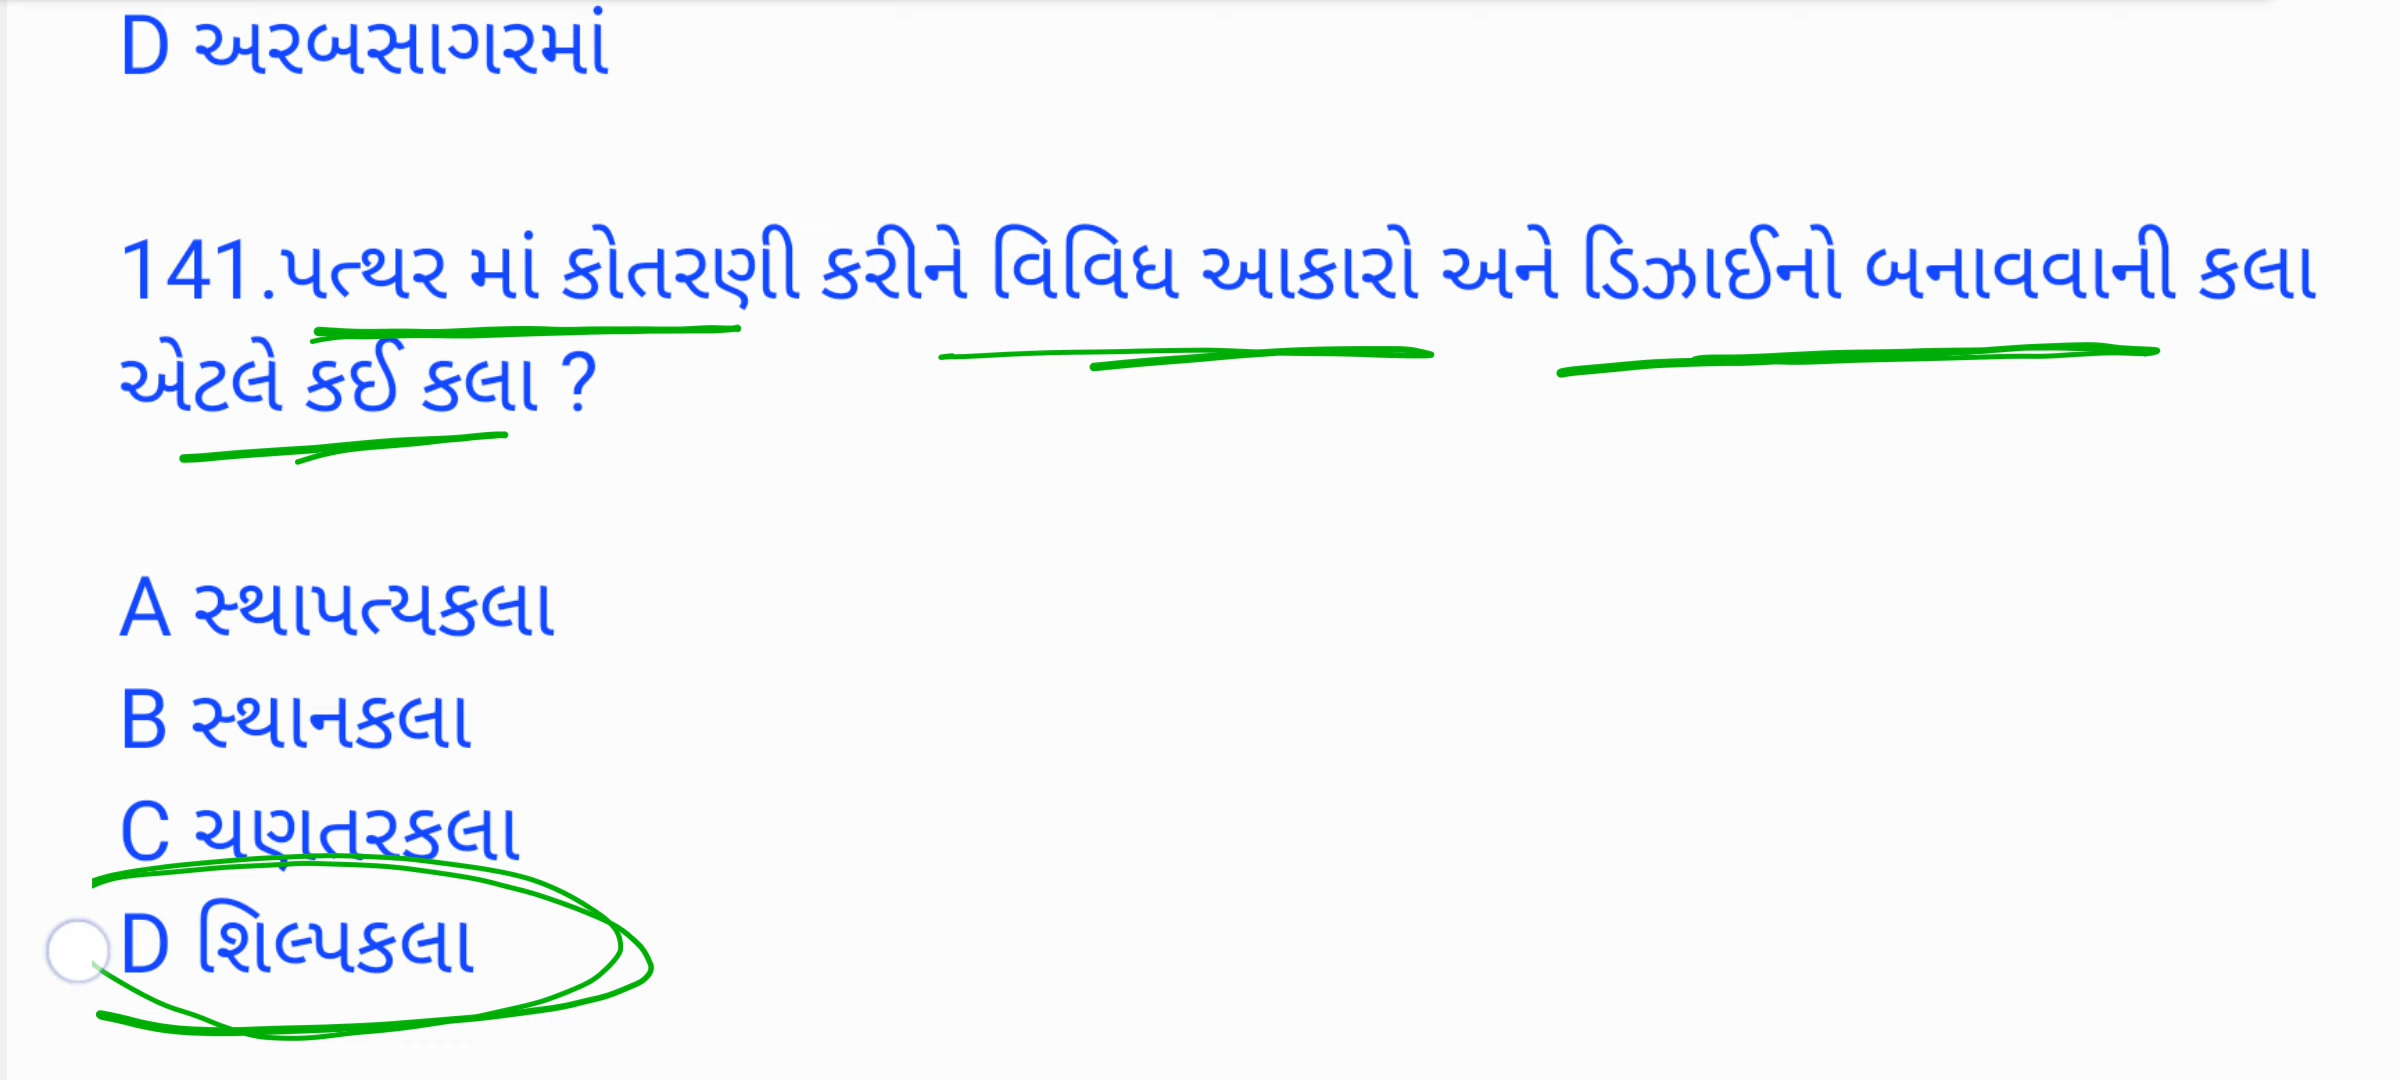 D અરબસાગરમાં
141.પત્થર માં કોતરણી કરીને વિવિધ આકારો અને ડિઝાઈનો બનાવવાની કલા
એટલે કઈ કલા ?
A સ્થાપત્યકલા
B સ્થાનકલા
C ચણતરકલા
D શિલ્પકલા